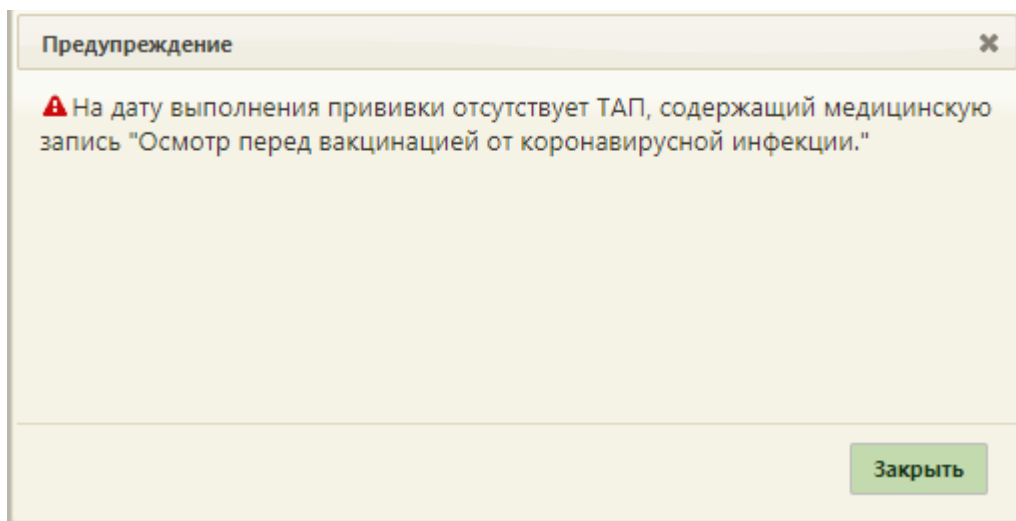 Предупреждение
На дату выполнения прививки отсутствует ТАП, содержащий медицинскую
запись "Осмотр перед вакцинацией от коронавирусной инфекции."
Закрыть